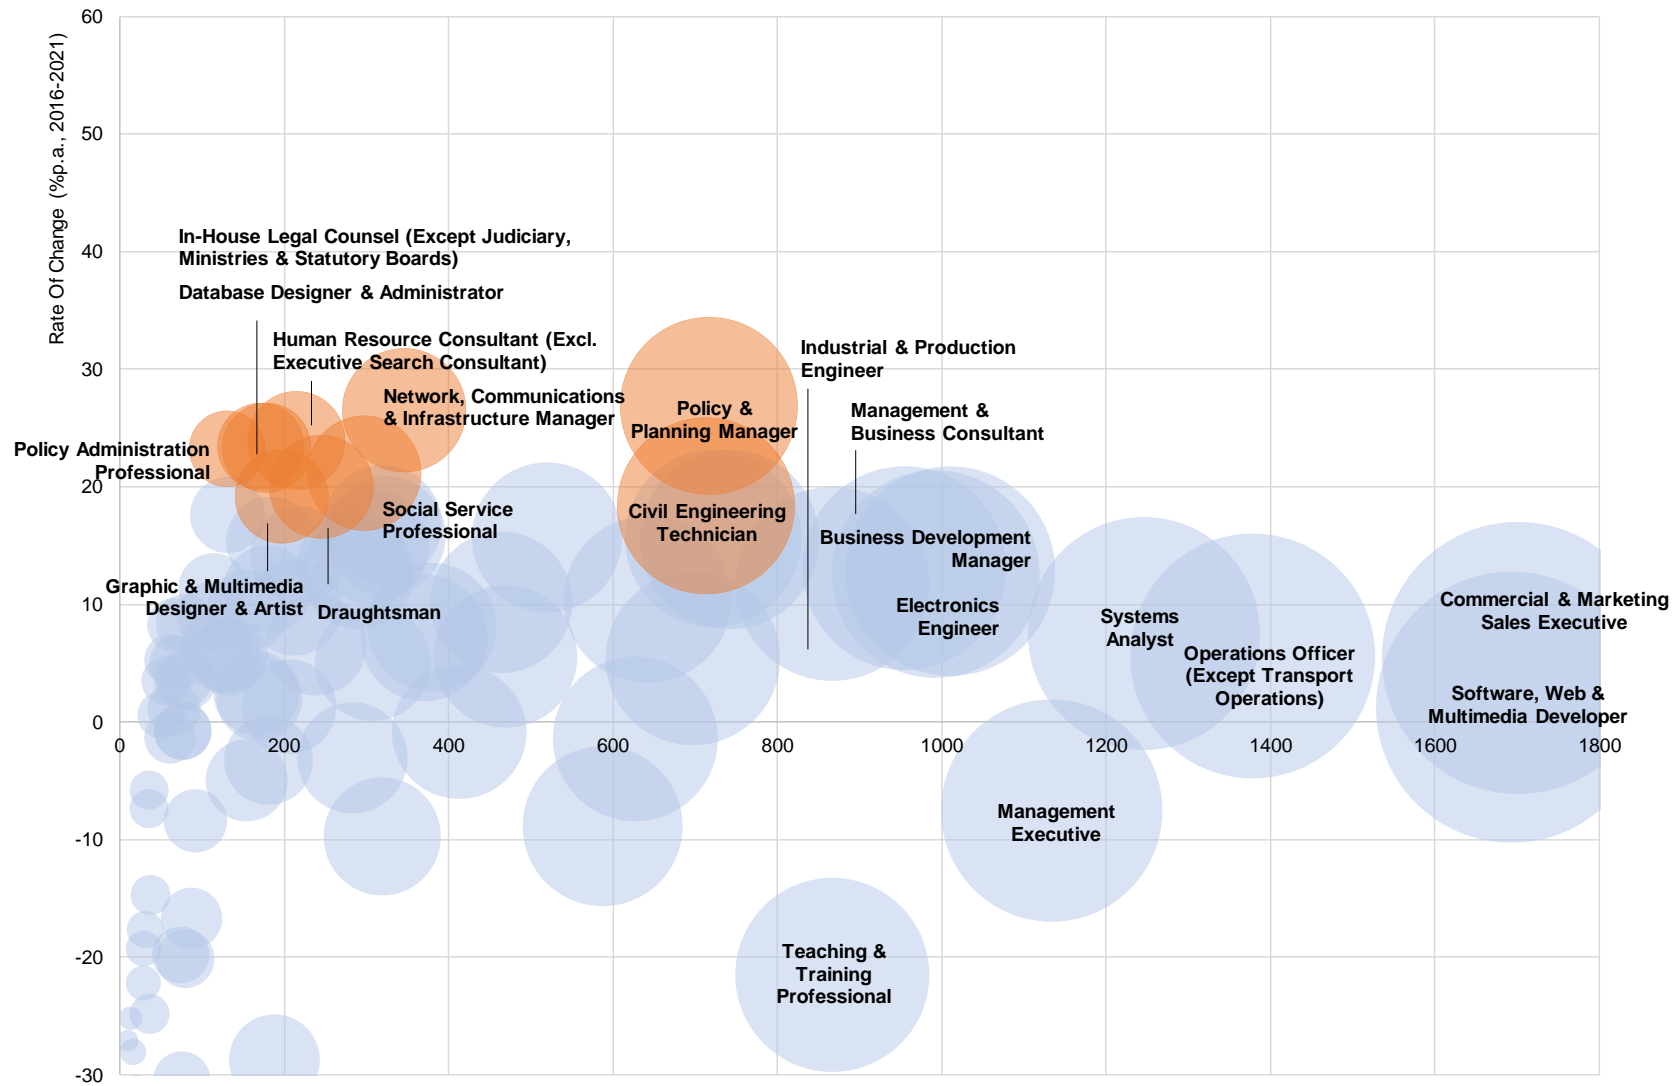 Rate Of Change (%p.a., 2016-2021)
60
50
40
30
20
10
0
-10
-20
-30
0
200
400
600
800
1000
1200
1400
1600
1800
In-House Legal Counsel (Except Judiciary,
Ministries & Statutory Boards)
Database Designer & Administrator
Human Resource Consultant (Excl.
Executive Search Consultant)
Network, Communications
& Infrastructure Manager
Policy Administration
Professional
Policy &
Planning Manager
Industrial & Production
Engineer
Management &
Business Consultant
Social Service
Professional
Civil Engineering
Technician
Business Development
Manager
Graphic & Multimedia
Designer & Artist
Draughtsman
Electronics
Engineer
Systems
Analyst
Operations Officer
(Except Transport
Operations)
Commercial & Marketing
Sales Executive
Software, Web &
Multimedia Developer
Management
Executive
Teaching &
Training
Professional